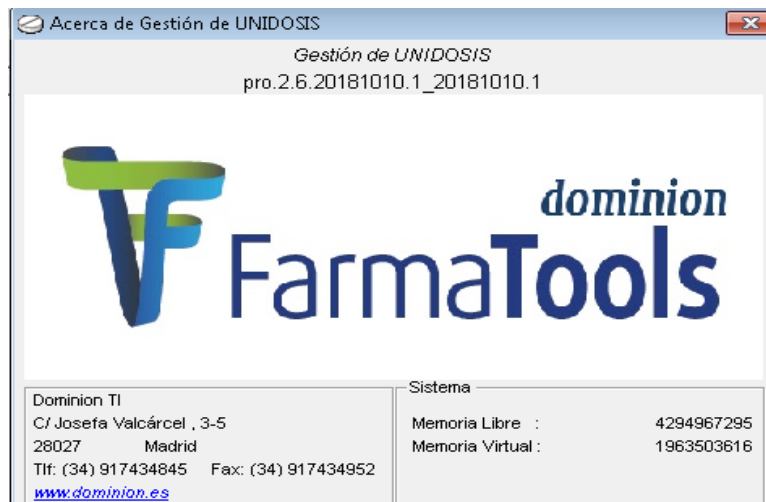 Acerca de Gestión de UNIDOSIS
Gestión de UNIDOSIS
pro.2.6.20181010.1_20181010.1
dominion
FarmaTools
Dominion TI
C/ Josefa Valcárcel , 3-5
28027 Madrid
Tlf: (34) 917434845 Fax: (34) 917434952
www.dominion.es
Sistema
Memoria Libre : 4294967295
Memoria Virtual : 1963503616